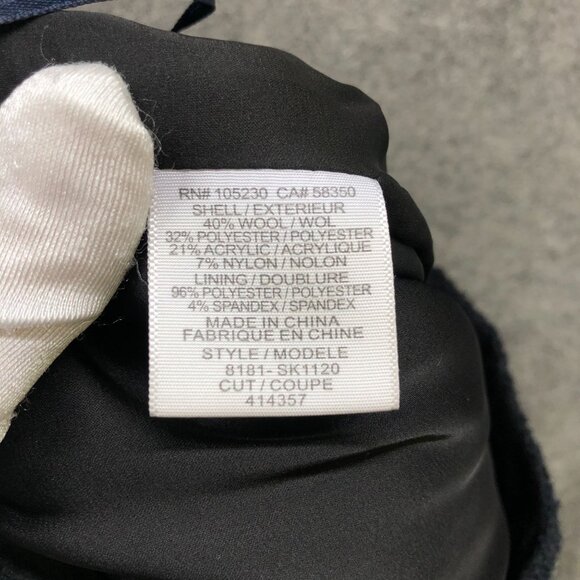 RN# 105230 CA# 58350
SHELL / EXTERIEUR
40% WOOL / WOL
32% POLYESTER / POLYESTER
21% ACRYLIC / ACRYLIQUE
7% NYLON / NOLON
LINING / DOUBLURE
96% POLYESTER / POLYESTER
4% SPANDEX / SPANDEX
MADE IN CHINA
FABRIQUE EN CHINE
STYLE / MODELE
8181- SK1120
CUT / COUPE
414357